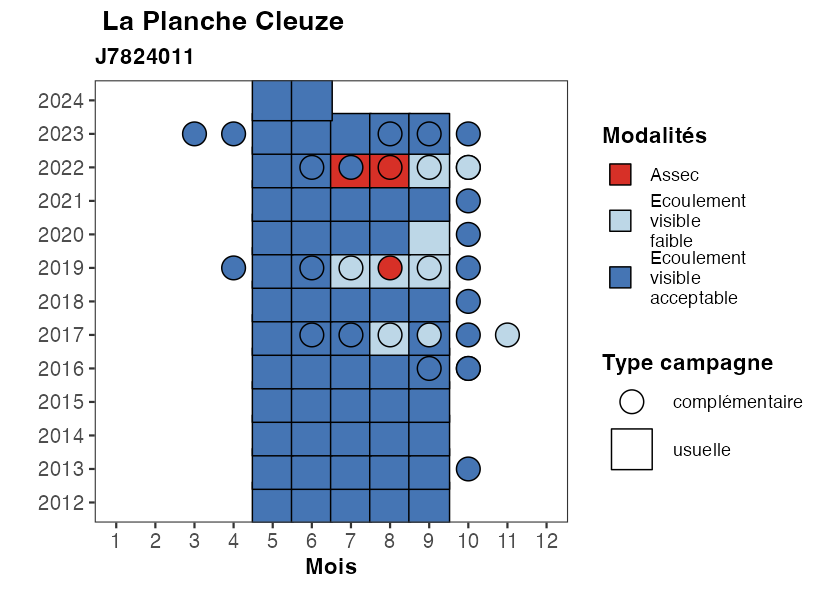 La Planche Cleuze
J7824011
2024
2023
2022
2021
2020
2019
2018
2017
2016
2015
2014
2013
2012
1 2 3 4 5 6 7 8 9 10 11 12
Mois
Modalités
Assec
Ecoulement
visible
faible
Ecoulement
visible
acceptable
Type campagne
complémentaire
usuelle